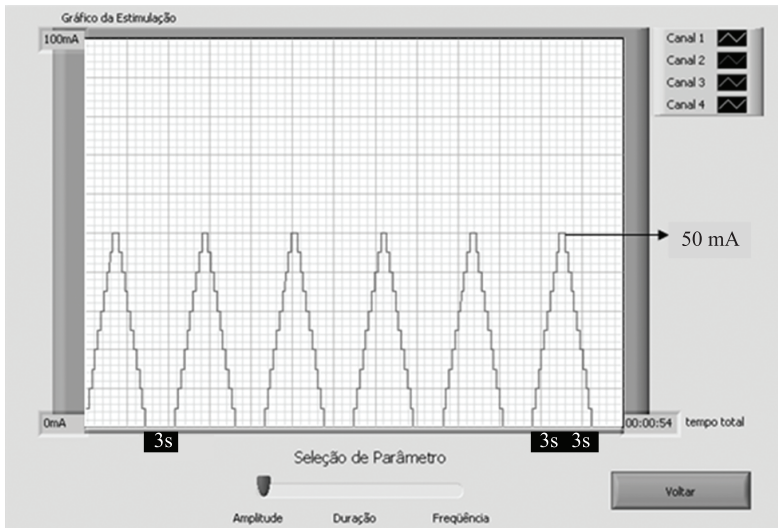 Gráfico da Estimulação
100mA
Canal 1
Canal 2
Canal 3
Canal 4
50 mA
0mA
00:00:54 tempo total
3s
3s 3s
Seleção de Parâmetro
Amplitude Duração Freqüência
Voltar